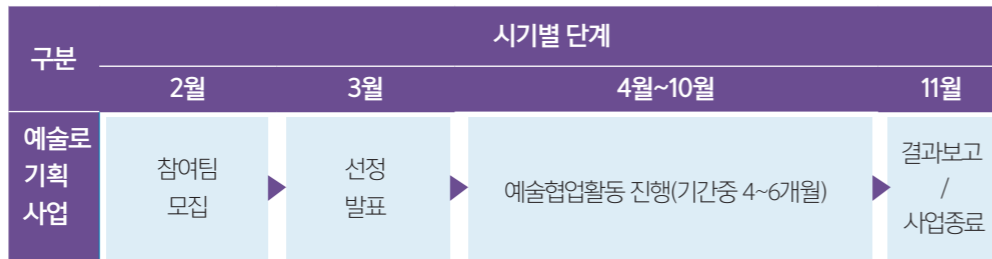 구분
시기별 단계
2월
3월
4월~10월
11월
예술로
기획
사업
참여팀
모집
선정
발표
예술협업활동 진행(기간중 4~6개월)
결과보고
/
사업종료